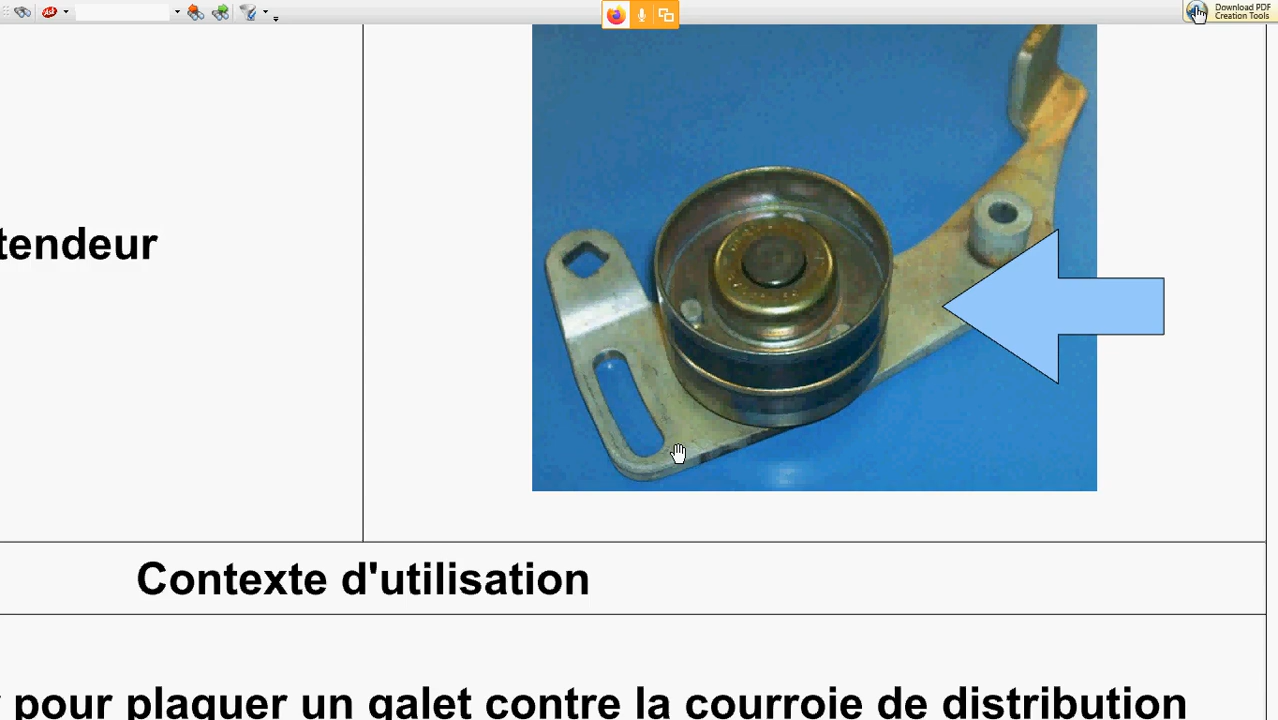 Download PDF
Creation Tools
tendeur
Contexte d'utilisation
pour plaquer un galet contre la courroie de distribution